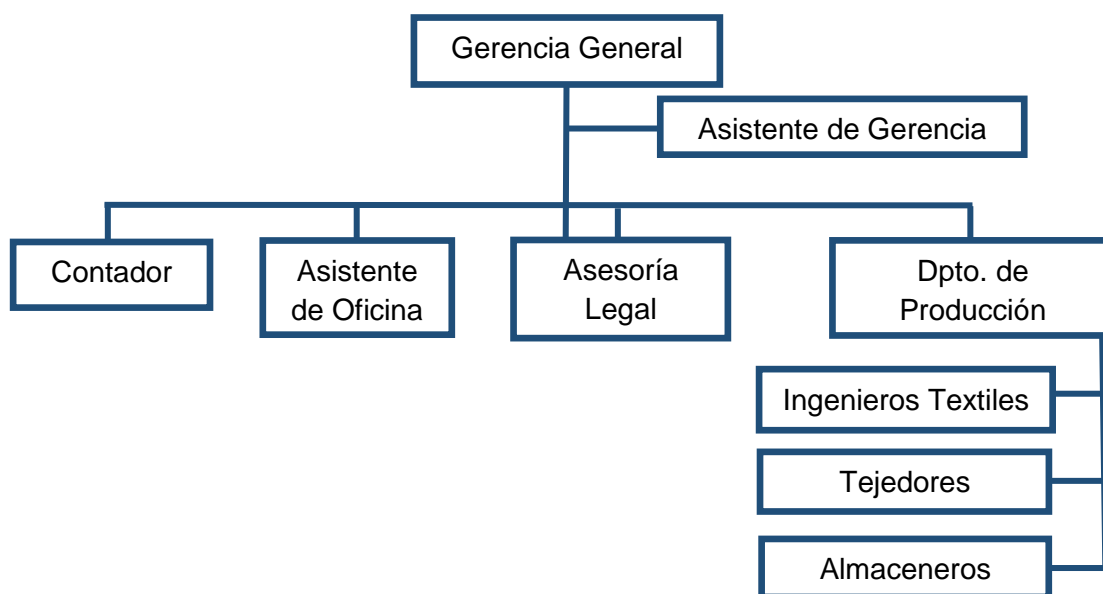 Gerencia General
Asistente de Gerencia
Contador
Asistente
de Oficina
Asesoría
Legal
Dpto. de
Producción
Ingenieros Textiles
Tejedores
Almaceneros